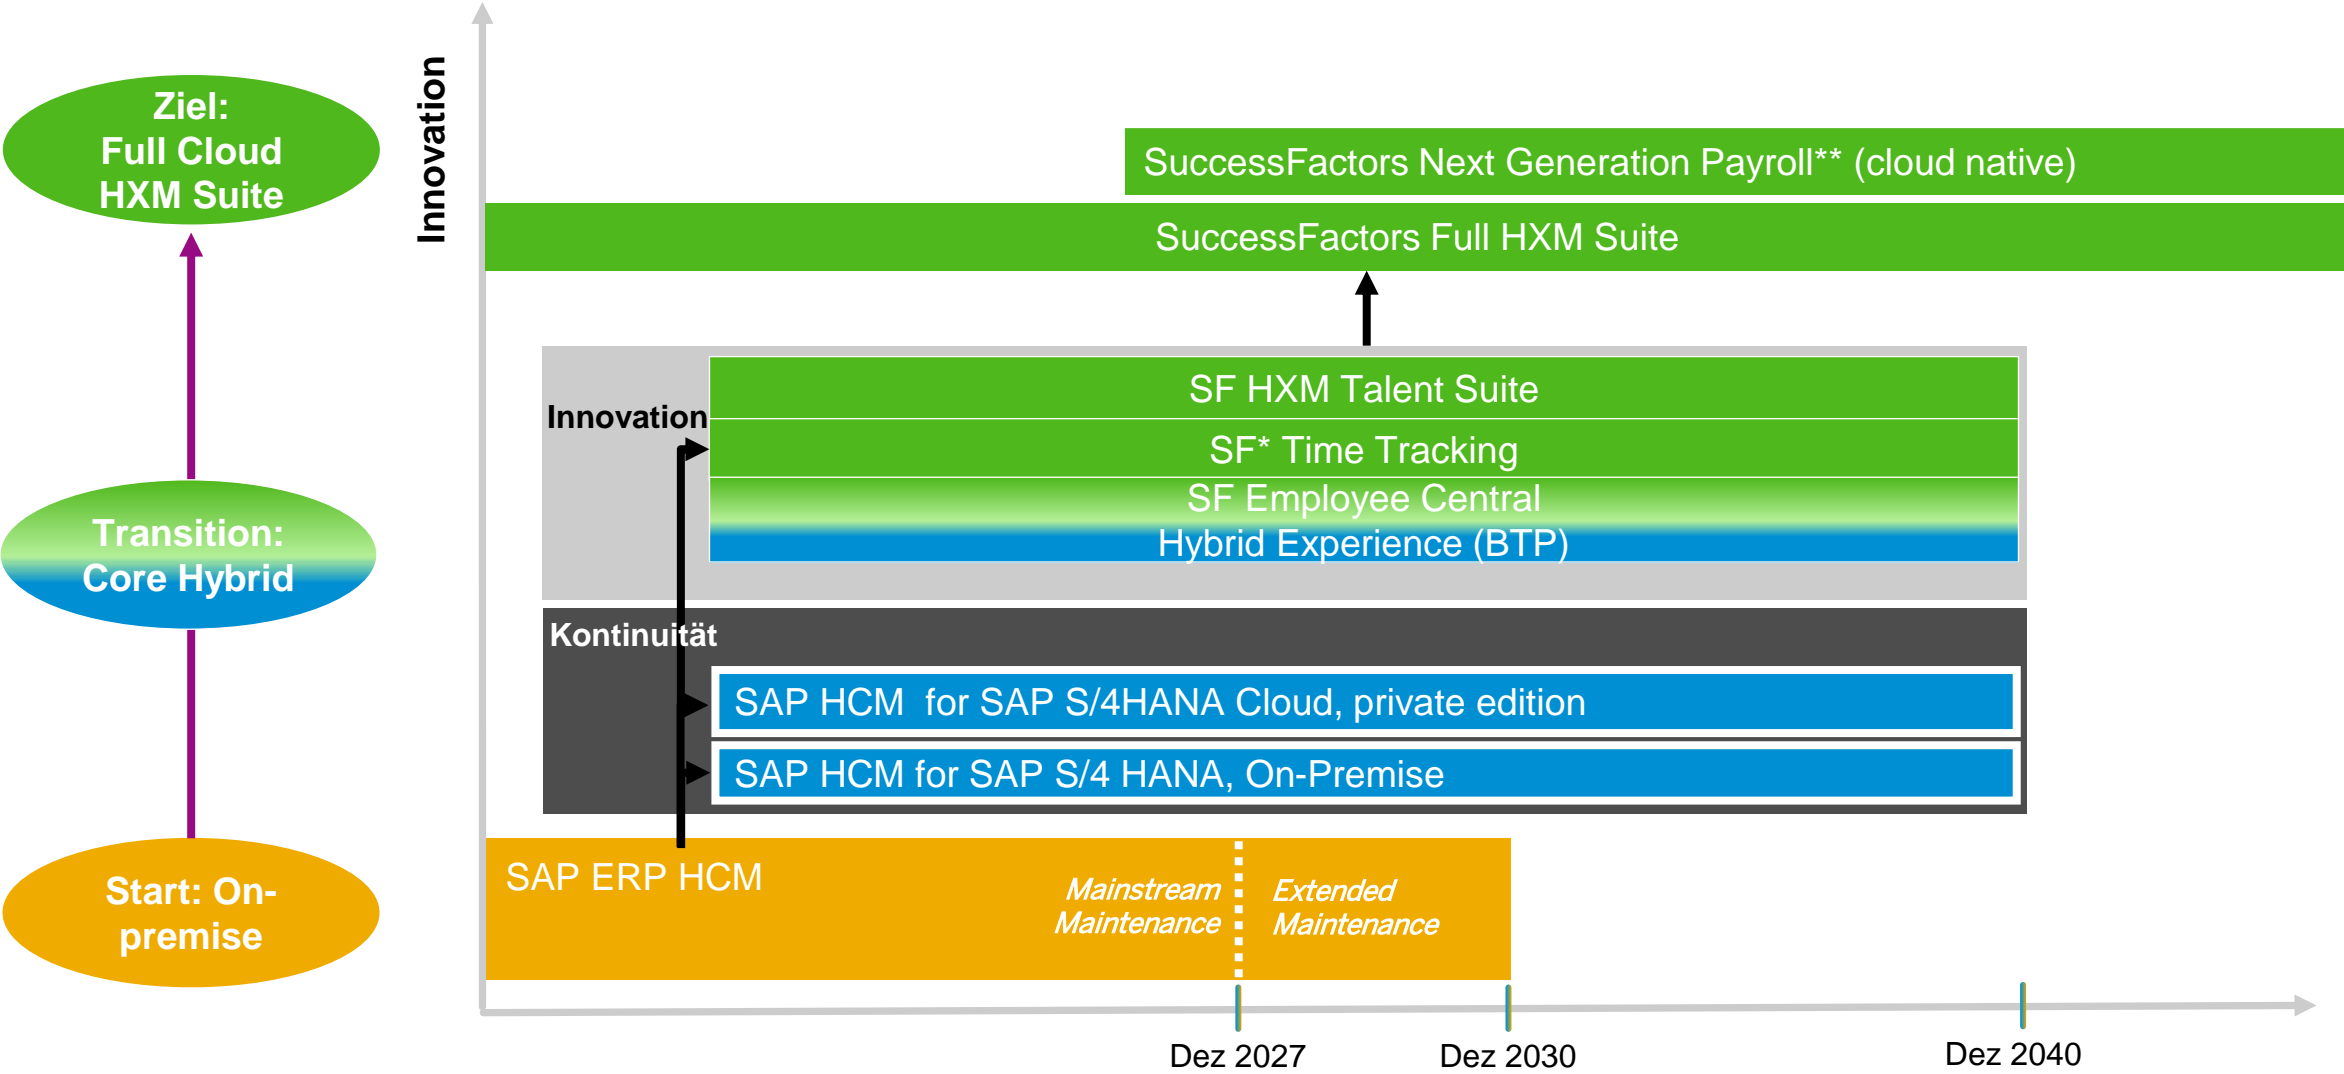 Ziel:
Full Cloud
HXM Suite
Innovation
SuccessFactors Next Generation Payroll** (cloud native)
SuccessFactors Full HXM Suite
Innovation
SF HXM Talent Suite
SF* Time Tracking
SF Employee Central
Hybrid Experience (BTP)
Transition:
Core Hybrid
Kontinuität
SAP HCM  for SAP S/4HANA Cloud, private edition
SAP HCM for SAP S/4 HANA, On-Premise
Start: On-
premise
SAP ERP HCM
Mainstream
Maintenance
Extended
Maintenance
Dez 2027
Dez 2030
Dez 2040